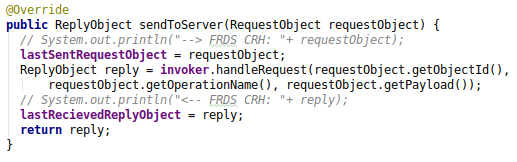 @Override
public ReplyObject sendToServer(RequestObject requestObject) {
  // System.out.println("--> FRDS CRH: "+ requestObject);
  lastSentRequestObject = requestObject;
  ReplyObject reply = invoker.handleRequest(requestObject.getObjectId(),
      requestObject.getOperationName(), requestObject.getPayload());
  // System.out.println("<-- FRDS CRH: "+ reply);
  lastRecievedReplyObject = reply;
  return reply;
}